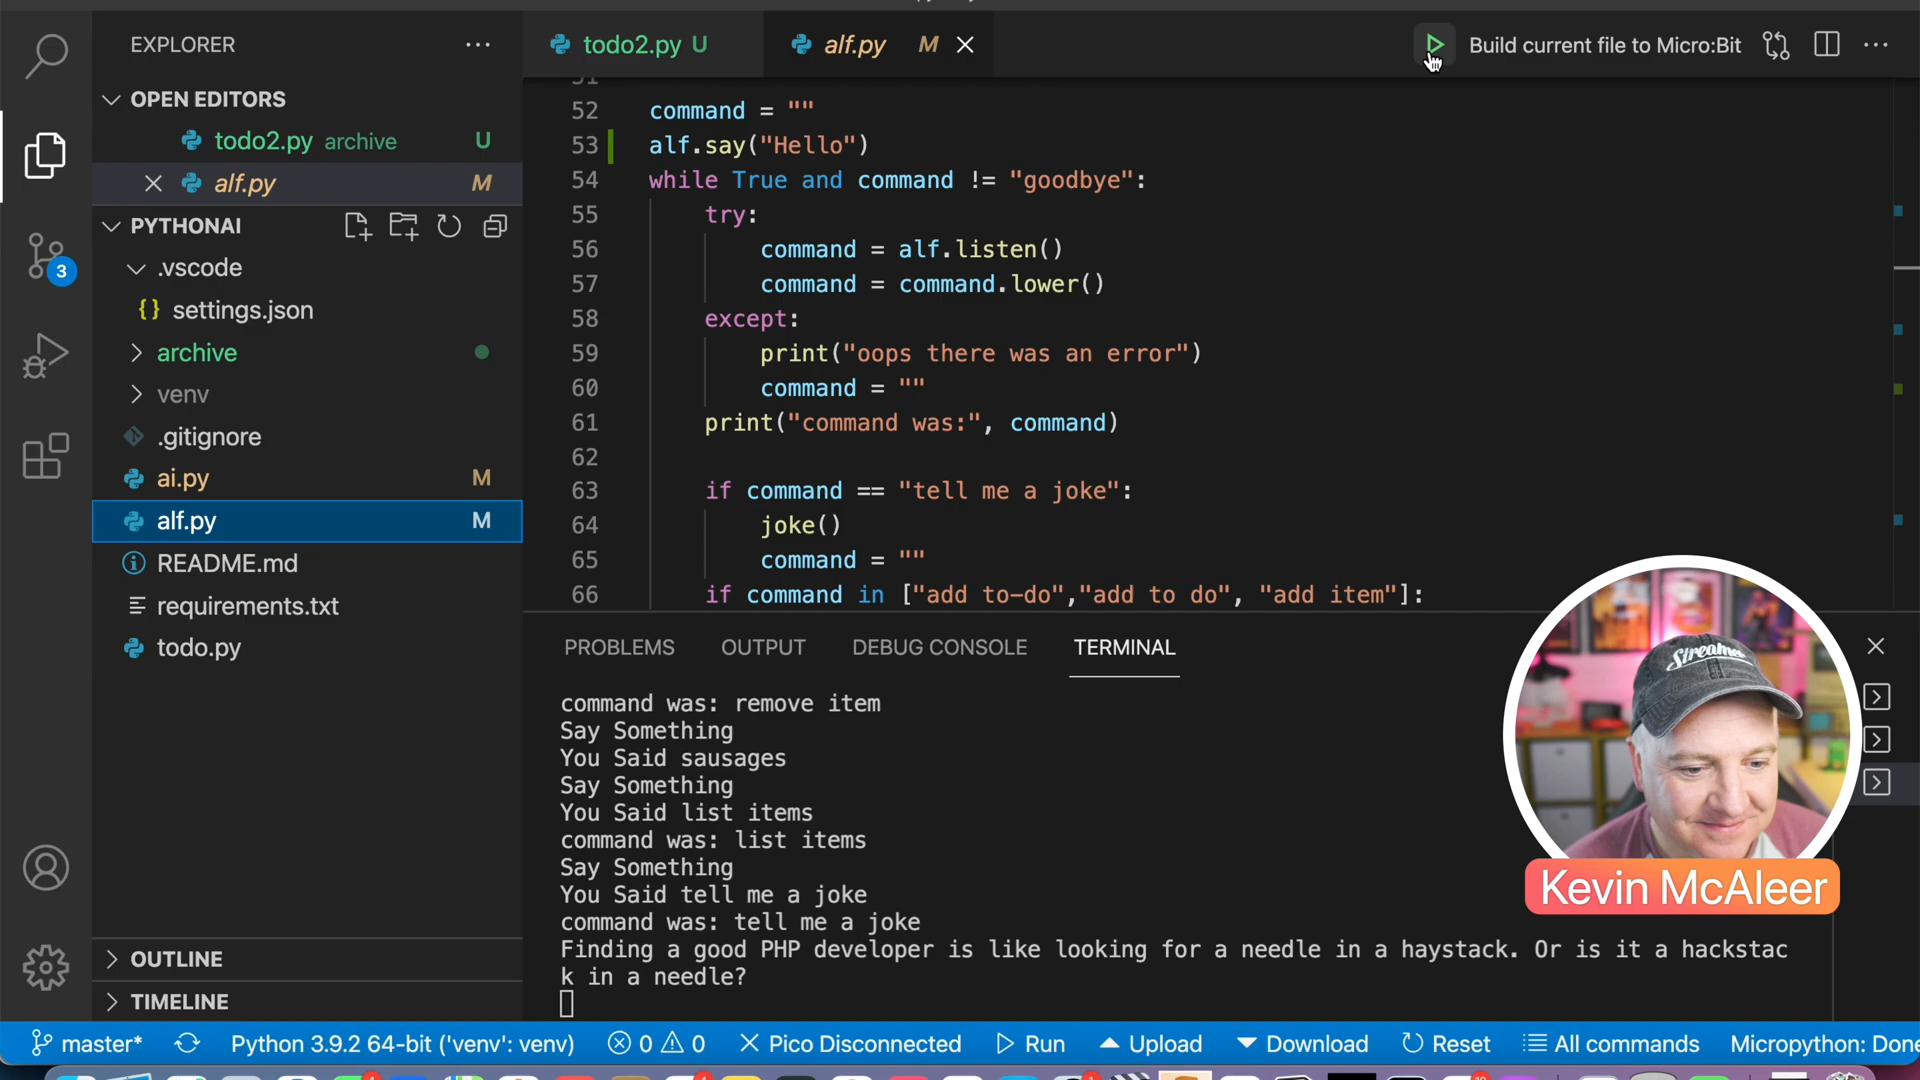 EXPLORER
todo2.py U
alf.py M
Build current file to Micro:Bit
OPEN EDITORS
todo2.py archive U
alf.py M
PYTHONAI
.vscode
settings.json
archive
venv
.gitignore
ai.py M
alf.py M
README.md
requirements.txt
todo.py
3
OUTLINE
TIMELINE
51
52 command = ""
53 alf.say("Hello")
54 while True and command != "goodbye":
55 try:
56 command = alf.listen()
57 command = command.lower()
58 except:
59 print("oops there was an error")
60 command = ""
61 print("command was:", command)
62
63 if command == "tell me a joke":
64 joke()
65 command = ""
66 if command in ["add to-do","add to do", "add item"]:
PROBLEMS OUTPUT DEBUG CONSOLE TERMINAL
command was: remove item
Say Something
You Said sausages
Say Something
You Said list items
command was: list items
Say Something
You Said tell me a joke
command was: tell me a joke
Finding a good PHP developer is like looking for a needle in a haystack. Or is it a hackstac
k in a needle?
Streamer
Kevin McAleer
master* Python 3.9.2 64-bit ('venv': venv) 0 0 Pico Disconnected Run Upload Download Reset All commands Micropython: Done